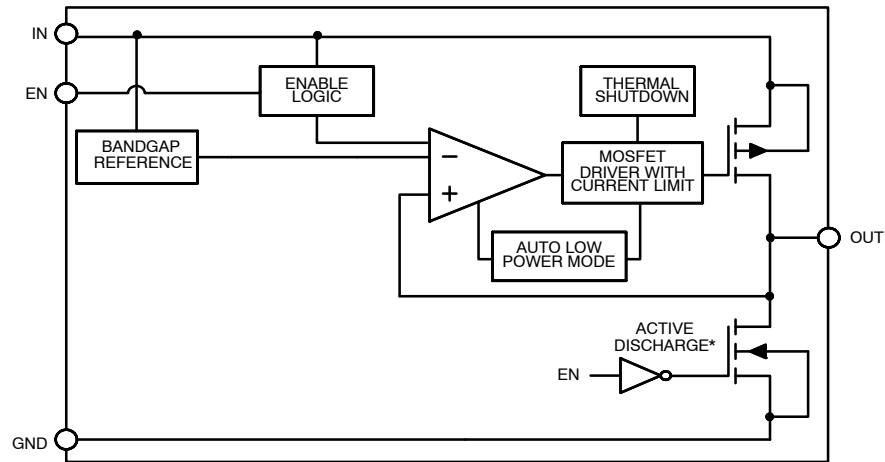 IN
EN
ENABLE
LOGIC
THERMAL
SHUTDOWN
BANDGAP
REFERENCE
−
+
MOSFET
DRIVER WITH
CURRENT LIMIT
AUTO LOW
POWER MODE
OUT
ACTIVE
DISCHARGE*
EN
GND